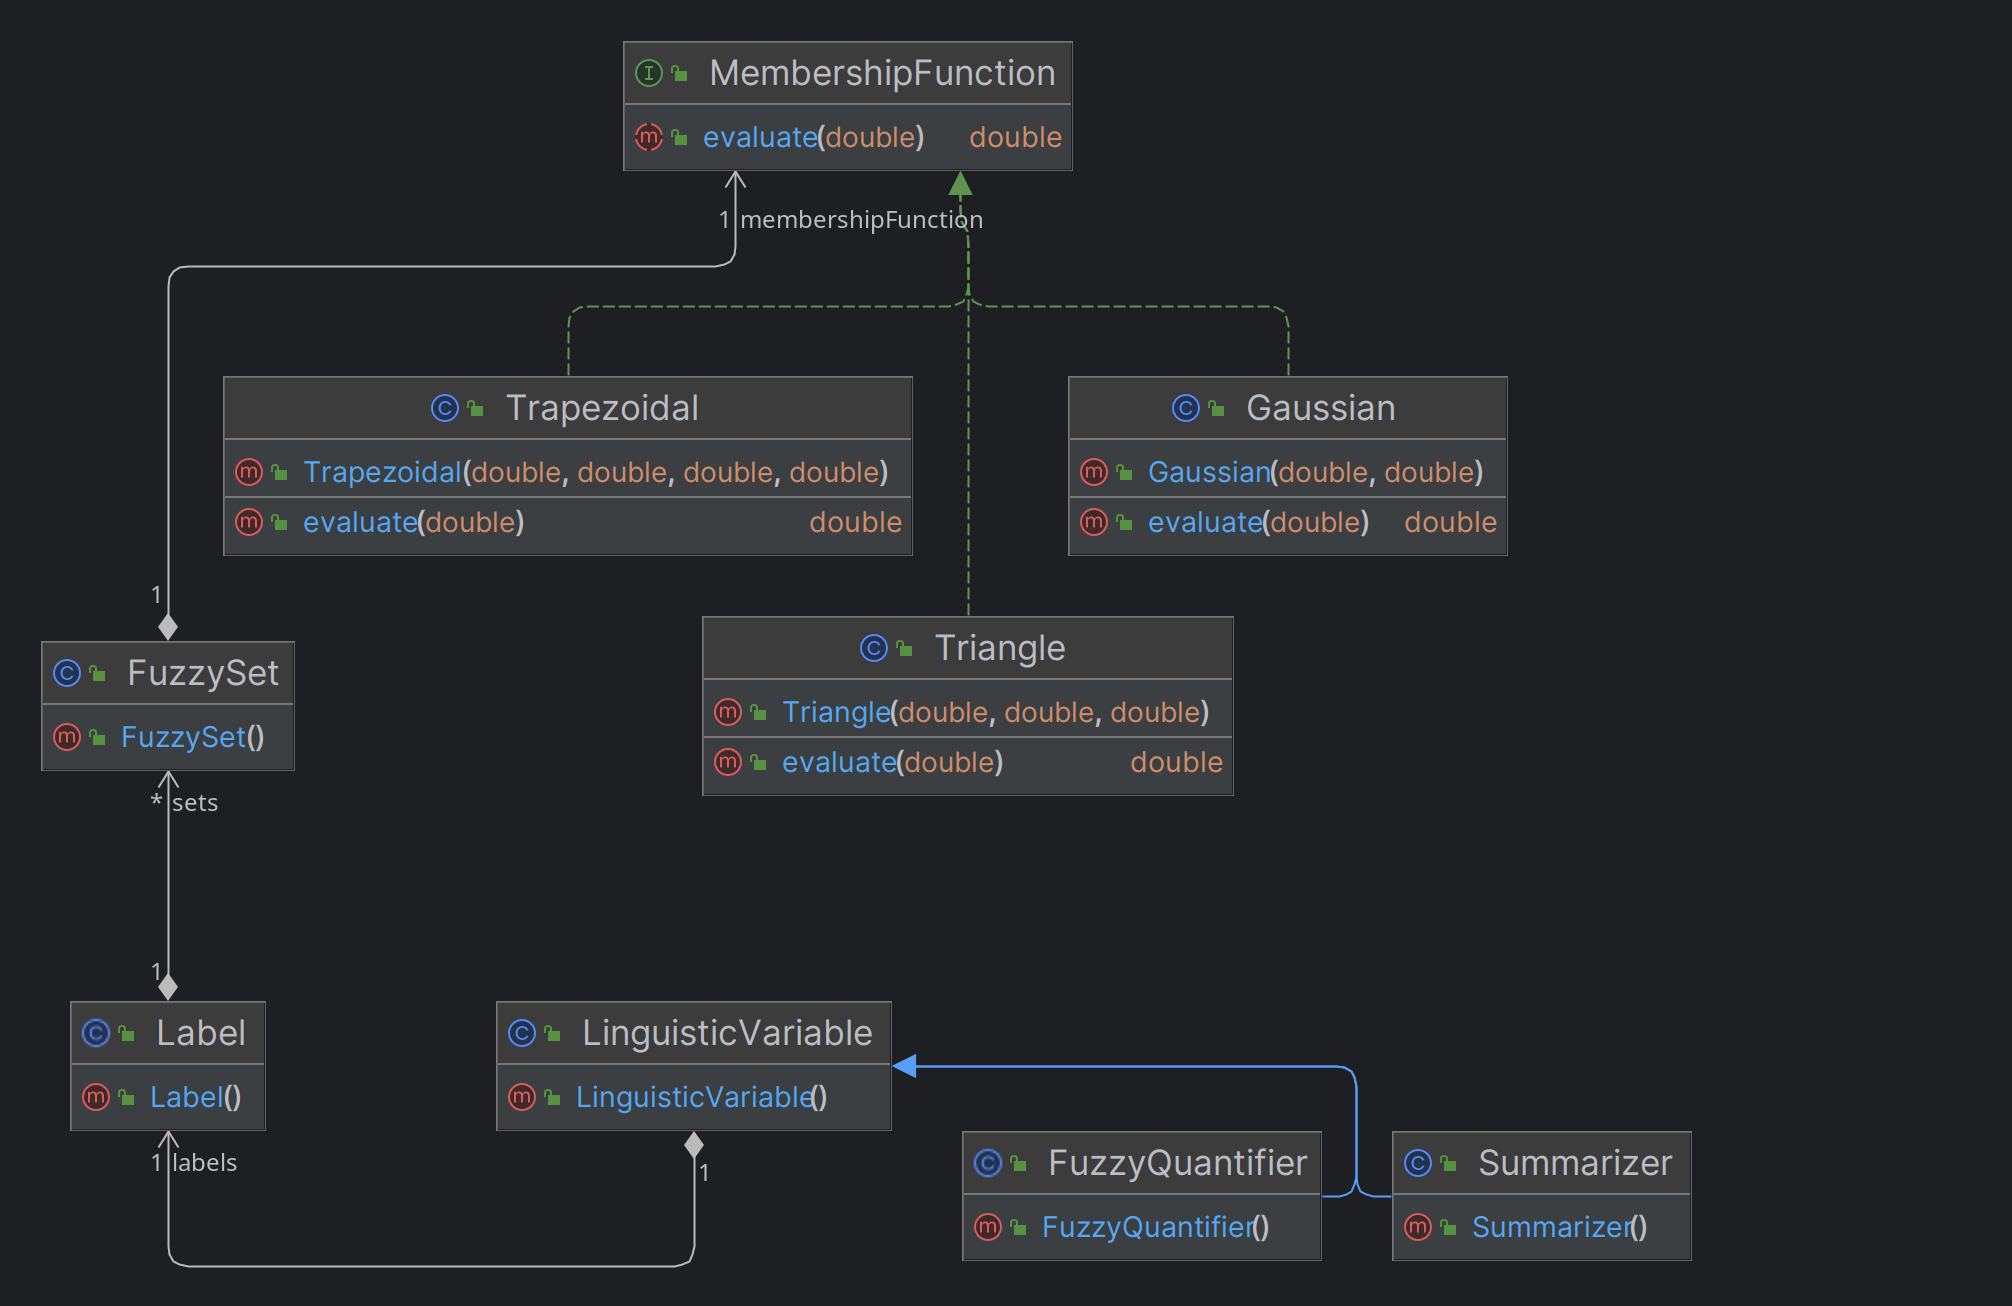 MembershipFunction
evaluate(double) double
1 membershipFunction
Trapezoidal
Trapezoidal(double, double, double, double)
evaluate(double) double
Gaussian
Gaussian(double, double)
evaluate(double) double
1
FuzzySet
FuzzySet()
* sets
Triangle
Triangle(double, double, double)
evaluate(double) double
1
Label
Label()
1 labels
LinguisticVariable
LinguisticVariable()
1
FuzzyQuantifier
FuzzyQuantifier()
Summarizer
Summarizer()